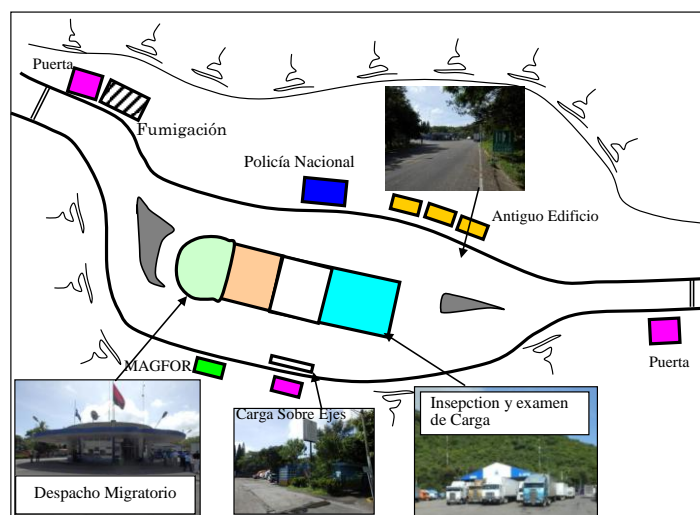 Puerta
Fumigación
Policía Nacional
Antiguo Edificio
MAGFOR
Carga Sobre Ejes
Puerta
Insepction y examen
de Carga
Despacho Migratorio